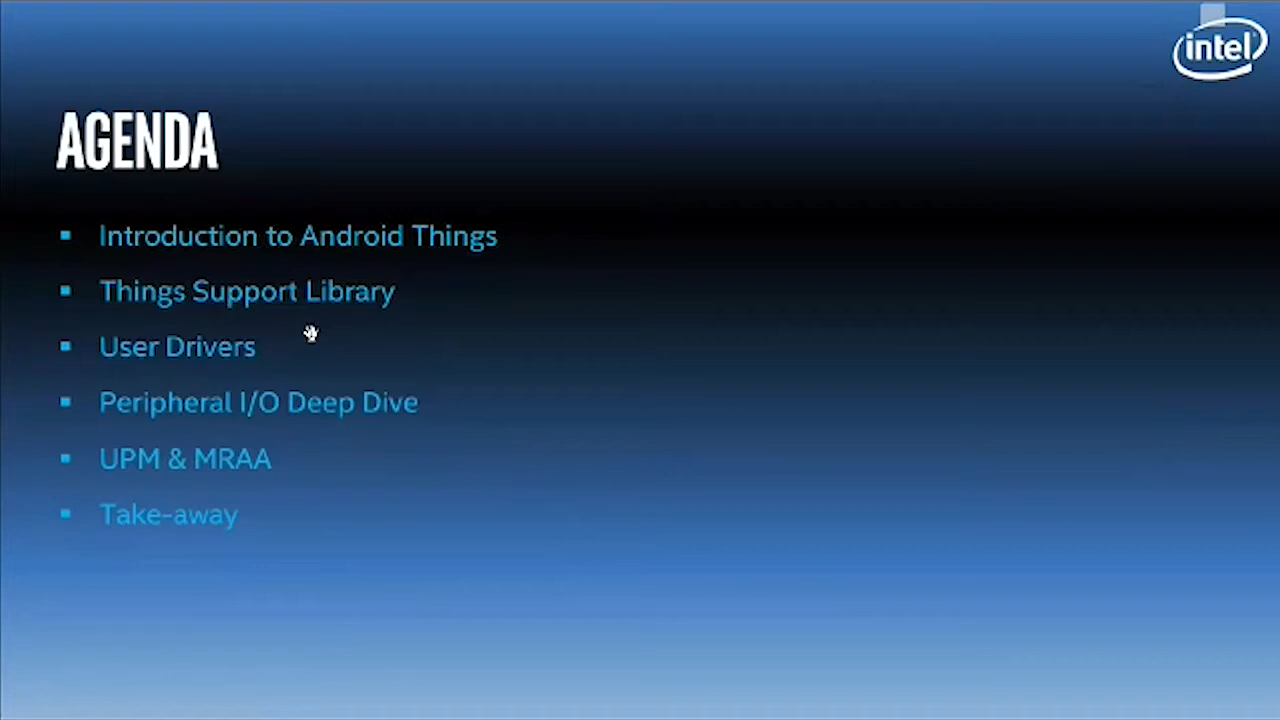 intel
AGENDA
Introduction to Android Things
Things Support Library
User Drivers
Peripheral I/O Deep Dive
UPM & MRAA
Take-away